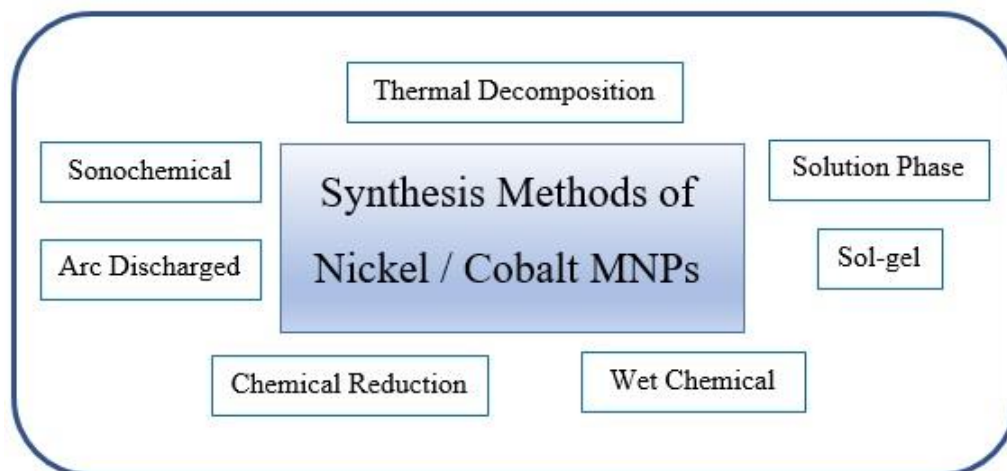 Thermal Decomposition
Sonochemical
Solution Phase
Synthesis Methods of
Nickel / Cobalt MNPs
Arc Discharged
Sol-gel
Chemical Reduction
Wet Chemical